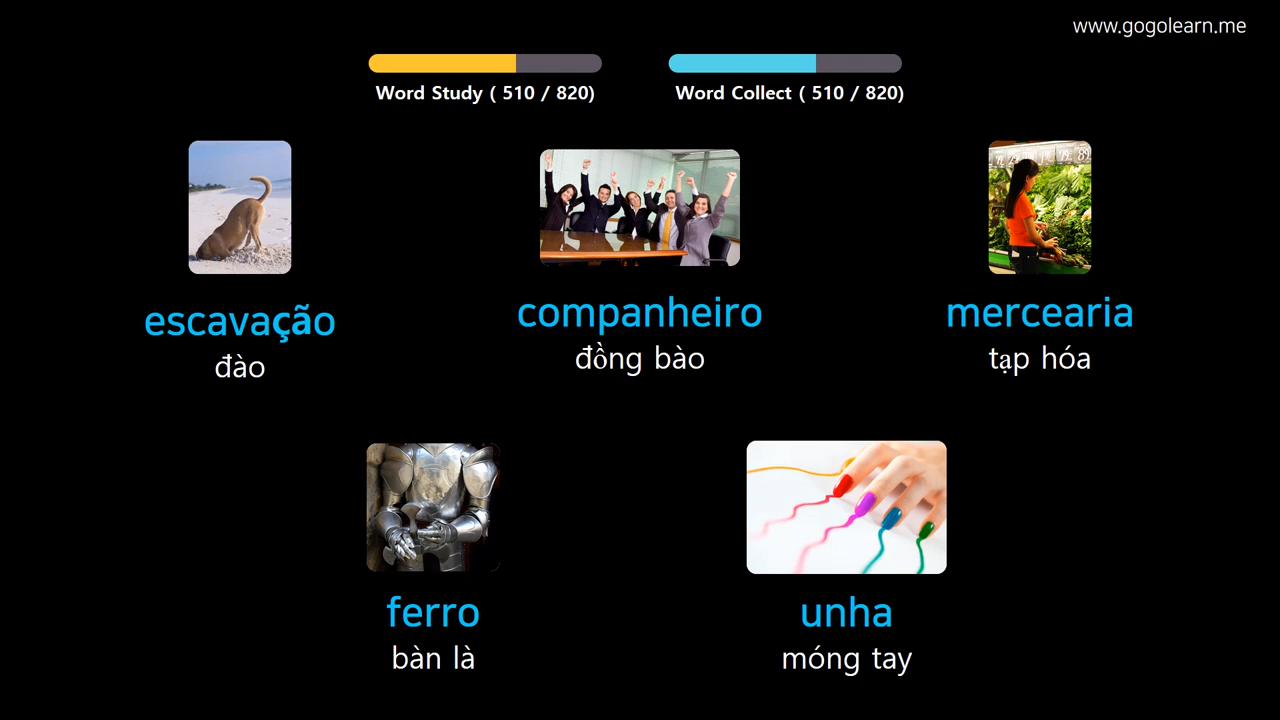 www.gogolearn.me
Word Study ( 510 / 820)
Word Collect ( 510 / 820)
escavação
đào
companheiro
đồng bào
mercearia
tạp hóa
ferro
bàn là
unha
móng tay